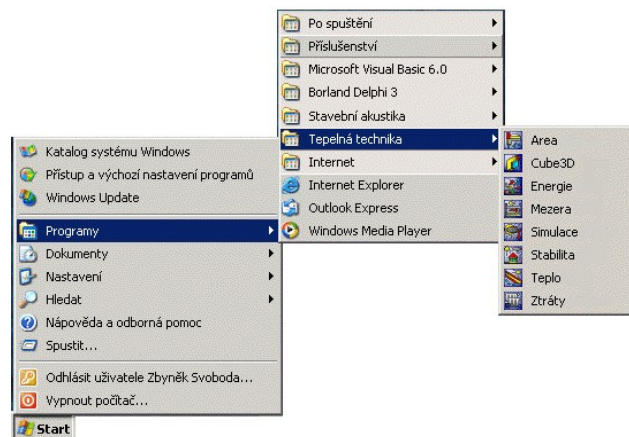 Po spuštění
Příslušenství
Microsoft Visual Basic 6.0
Borland Delphi 3
Stavební akustika
Tepelná technika
Internet
Internet Explorer
Outlook Express
Windows Media Player
Area
Cube3D
Energie
Mezera
Simulace
Stabilita
Teplo
Ztráty
Katalog systému Windows
Přístup a výchozí nastavení programů
Windows Update
Programy
Dokumenty
Nastavení
Hledat
Nápověda a odborná pomoc
Spustit...
Odhlásit uživatele Zbyněk Svoboda...
Vypnout počítač...
Start